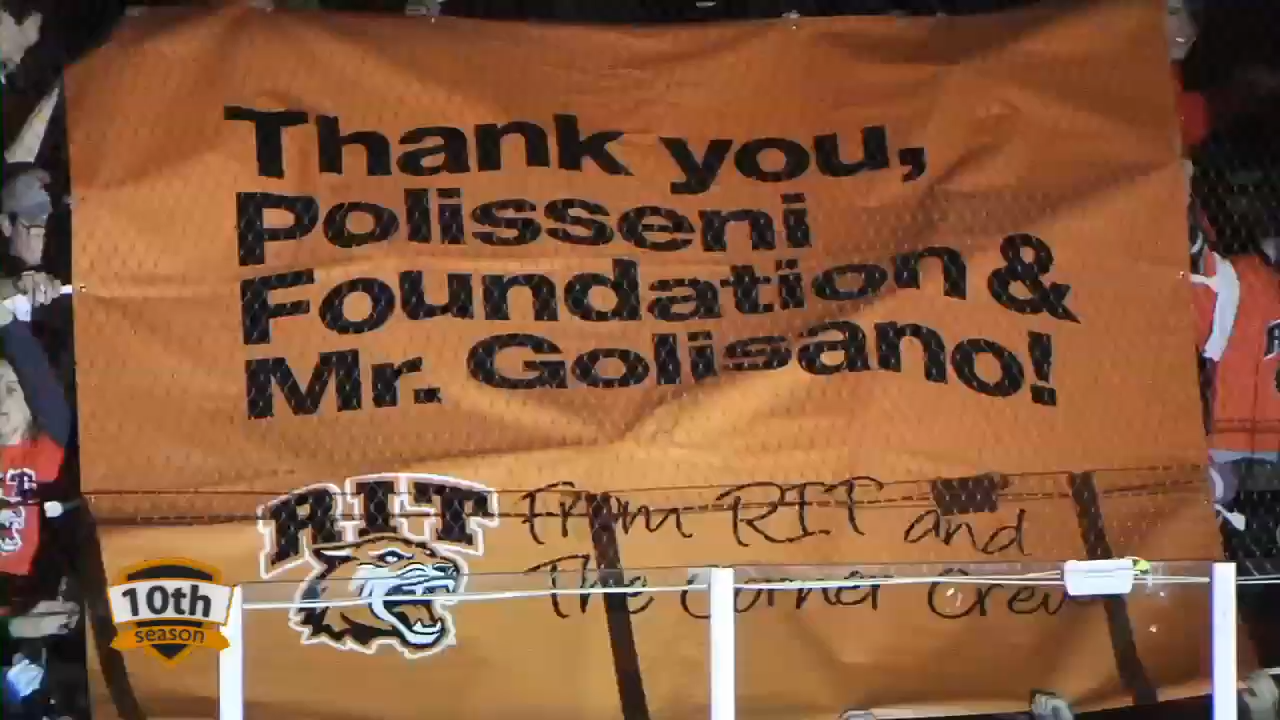 Thank you,
Polisseni
Foundation &
Mr. Golisano!
RIT
From RIT and
The Corner Crew
10th
season